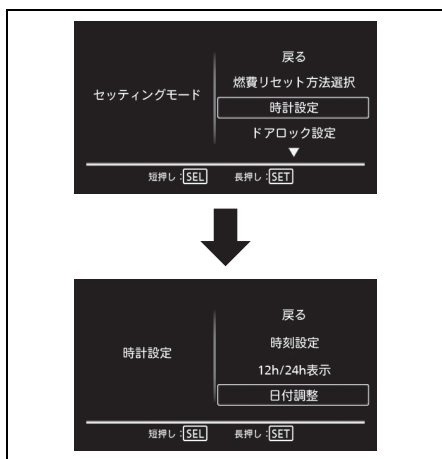 戻る
燃費リセット方法選択
セッティングモード
時計設定
ドアロック設定
▼
短押し:SEL 長押し:SET
戻る
時刻設定
時計設定
12h/24h表示
日付調整
短押し:SEL 長押し:SET